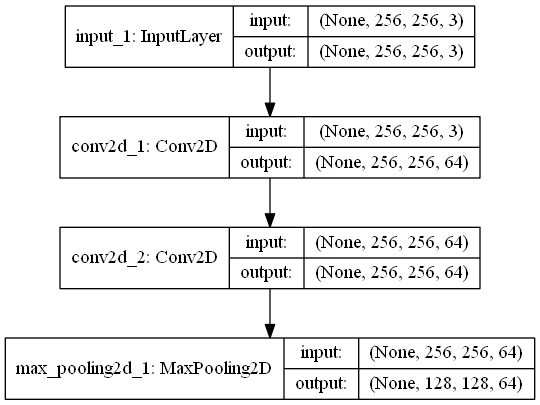 input_1: InputLayer
input: (None, 256, 256, 3)
output: (None, 256, 256, 3)
conv2d_1: Conv2D
input: (None, 256, 256, 3)
output: (None, 256, 256, 64)
conv2d_2: Conv2D
input: (None, 256, 256, 64)
output: (None, 256, 256, 64)
max_pooling2d_1: MaxPooling2D
input: (None, 256, 256, 64)
output: (None, 128, 128, 64)